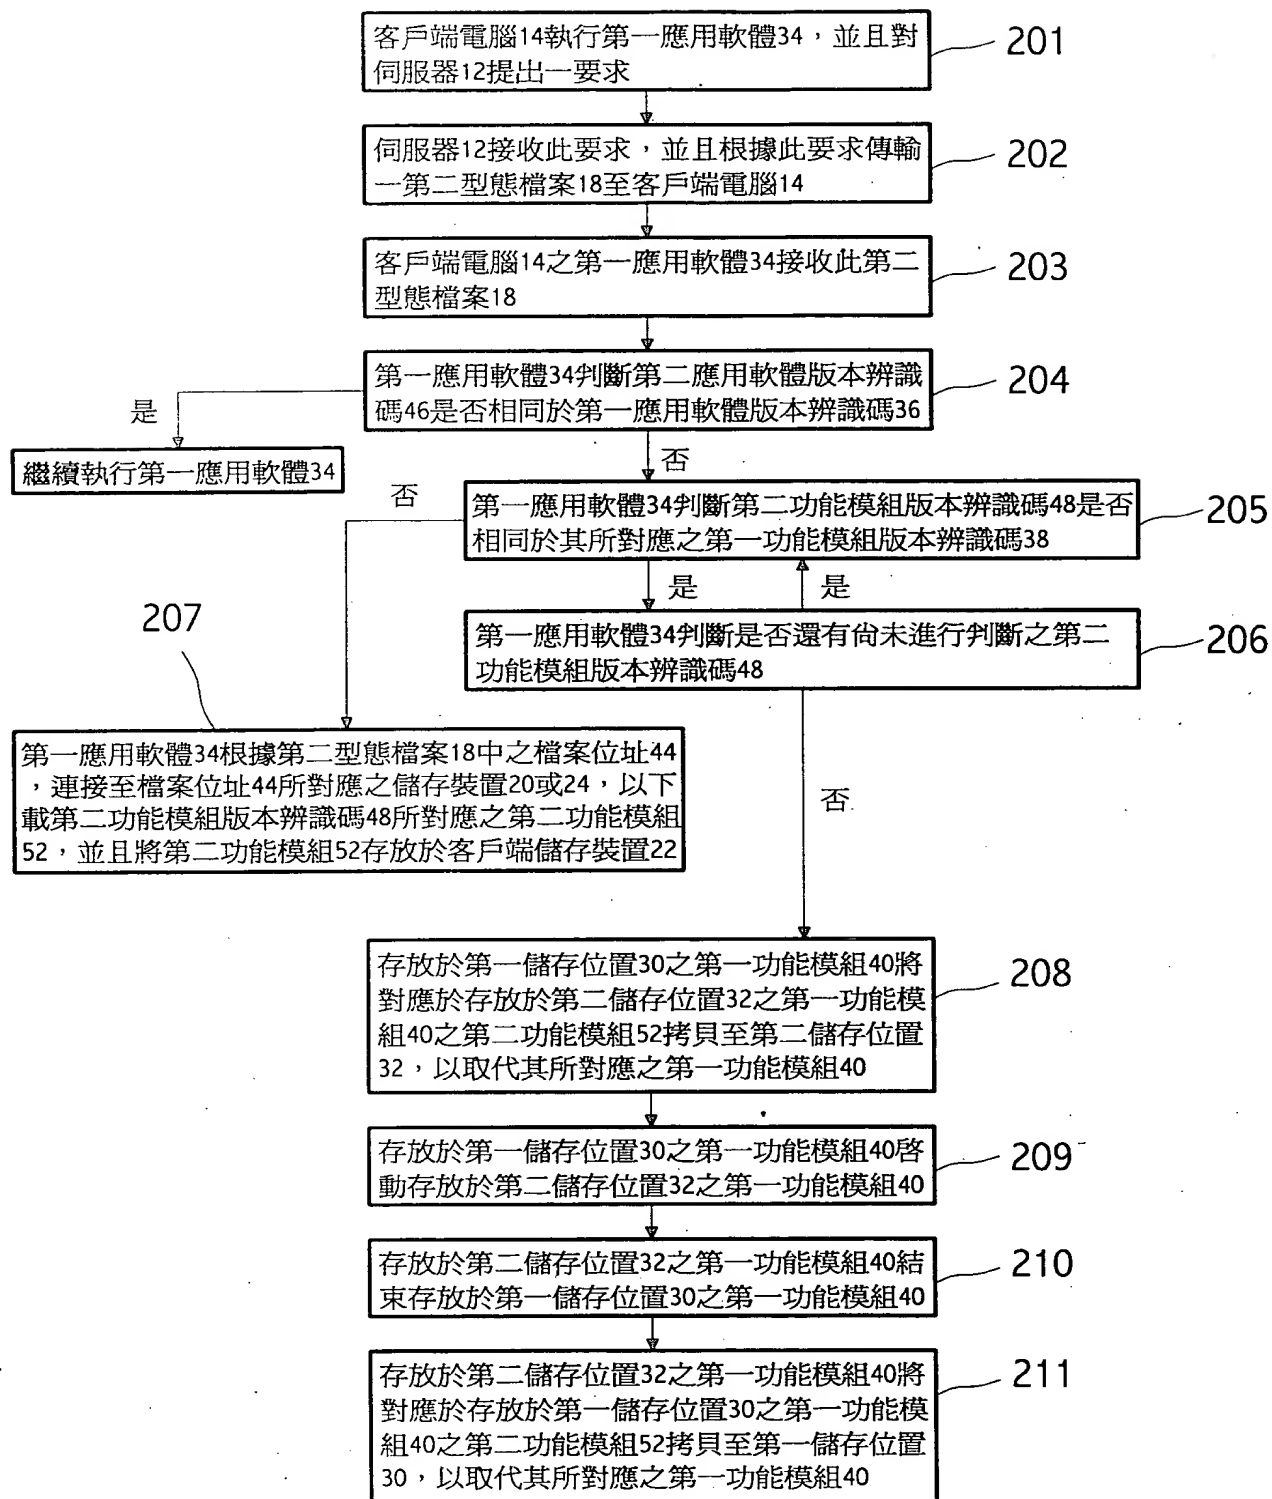 客戶端電腦14執行第一應用軟體34，並且對
伺服器12提出一要求
201
伺服器12接收此要求，並且根據此要求傳輸
一第二型態檔案18至客戶端電腦14
202
客戶端電腦14之第一應用軟體34接收此第二
型態檔案18
203
第一應用軟體34判斷第二應用軟體版本辨識
碼46是否相同於第一應用軟體版本辨識碼36
204
是
繼續執行第一應用軟體34
否
否
第一應用軟體34判斷第二功能模組版本辨識碼48是否
相同於其所對應之第一功能模組版本辨識碼38
205
是
是
第一應用軟體34判斷是否還有尚未進行判斷之第二
功能模組版本辨識碼48
206
207
第一應用軟體34根據第二型態檔案18中之檔案位址44
，連接至檔案位址44所對應之儲存裝置20或24，以下
載第二功能模組版本辨識碼48所對應之第二功能模組
52，並且將第二功能模組52存放於客戶端儲存裝置22
否
存放於第一儲存位置30之第一功能模組40將
對應於存放於第二儲存位置32之第一功能模
組40之第二功能模組52拷貝至第二儲存位置
32，以取代其所對應之第一功能模組40
208
存放於第一儲存位置30之第一功能模組40啓
動存放於第二儲存位置32之第一功能模組40
209
存放於第二儲存位置32之第一功能模組40結
束存放於第一儲存位置30之第一功能模組40
210
存放於第二儲存位置32之第一功能模組40將
對應於存放於第一儲存位置30之第一功能模
組40之第二功能模組52拷貝至第一儲存位置
30，以取代其所對應之第一功能模組40
211